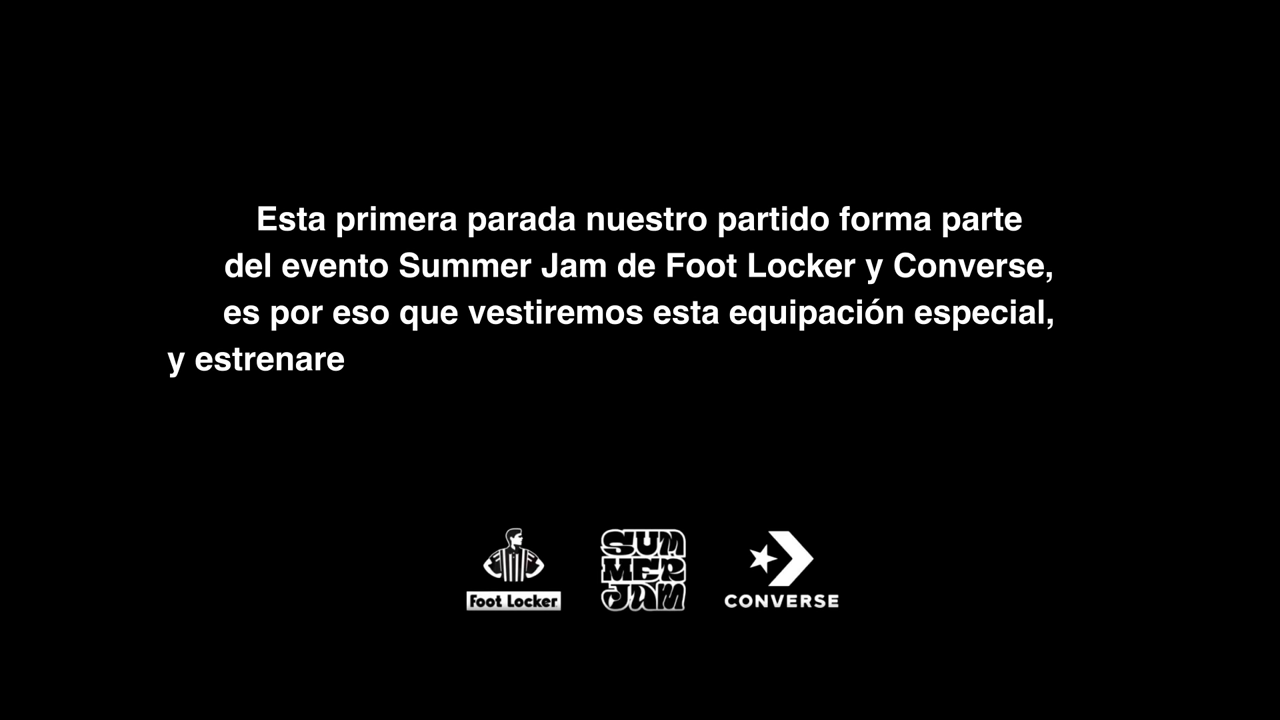 Esta primera parada nuestro partido forma parte
del evento Summer Jam de Foot Locker y Converse,
es por eso que vestiremos esta equipación especial,
y estrenare
Foot Locker
SUM
MER
JAM
CONVERSE